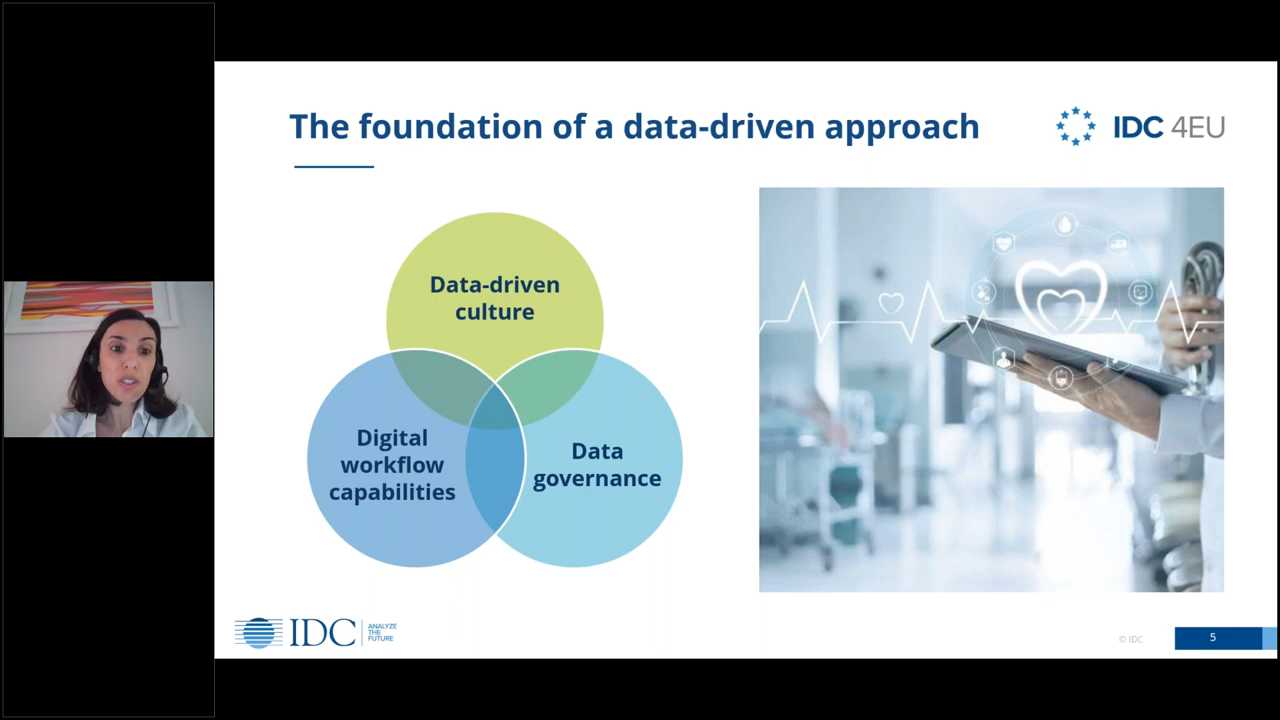 The foundation of a data-driven approach
IDC 4EU
Data-driven
culture
Digital
workflow
capabilities
Data
governance
IDC
ANALYZE
THE
FUTURE
© IDC
5